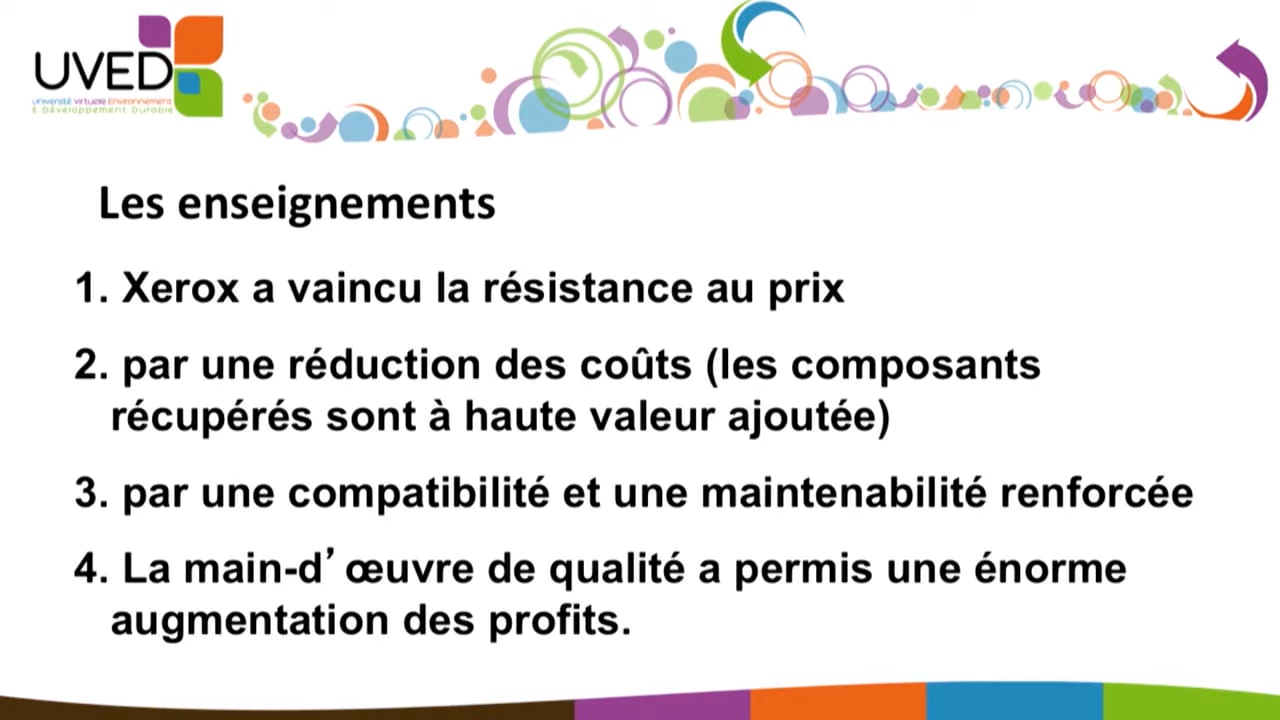 UVED
Université Virtuelle Environnement
& Développement Durable
Les enseignements
1. Xerox a vaincu la résistance au prix
2. par une réduction des coûts (les composants
récupérés sont à haute valeur ajoutée)
3. par une compatibilité et une maintenabilité renforcée
4. La main-d’œuvre de qualité a permis une énorme
augmentation des profits.